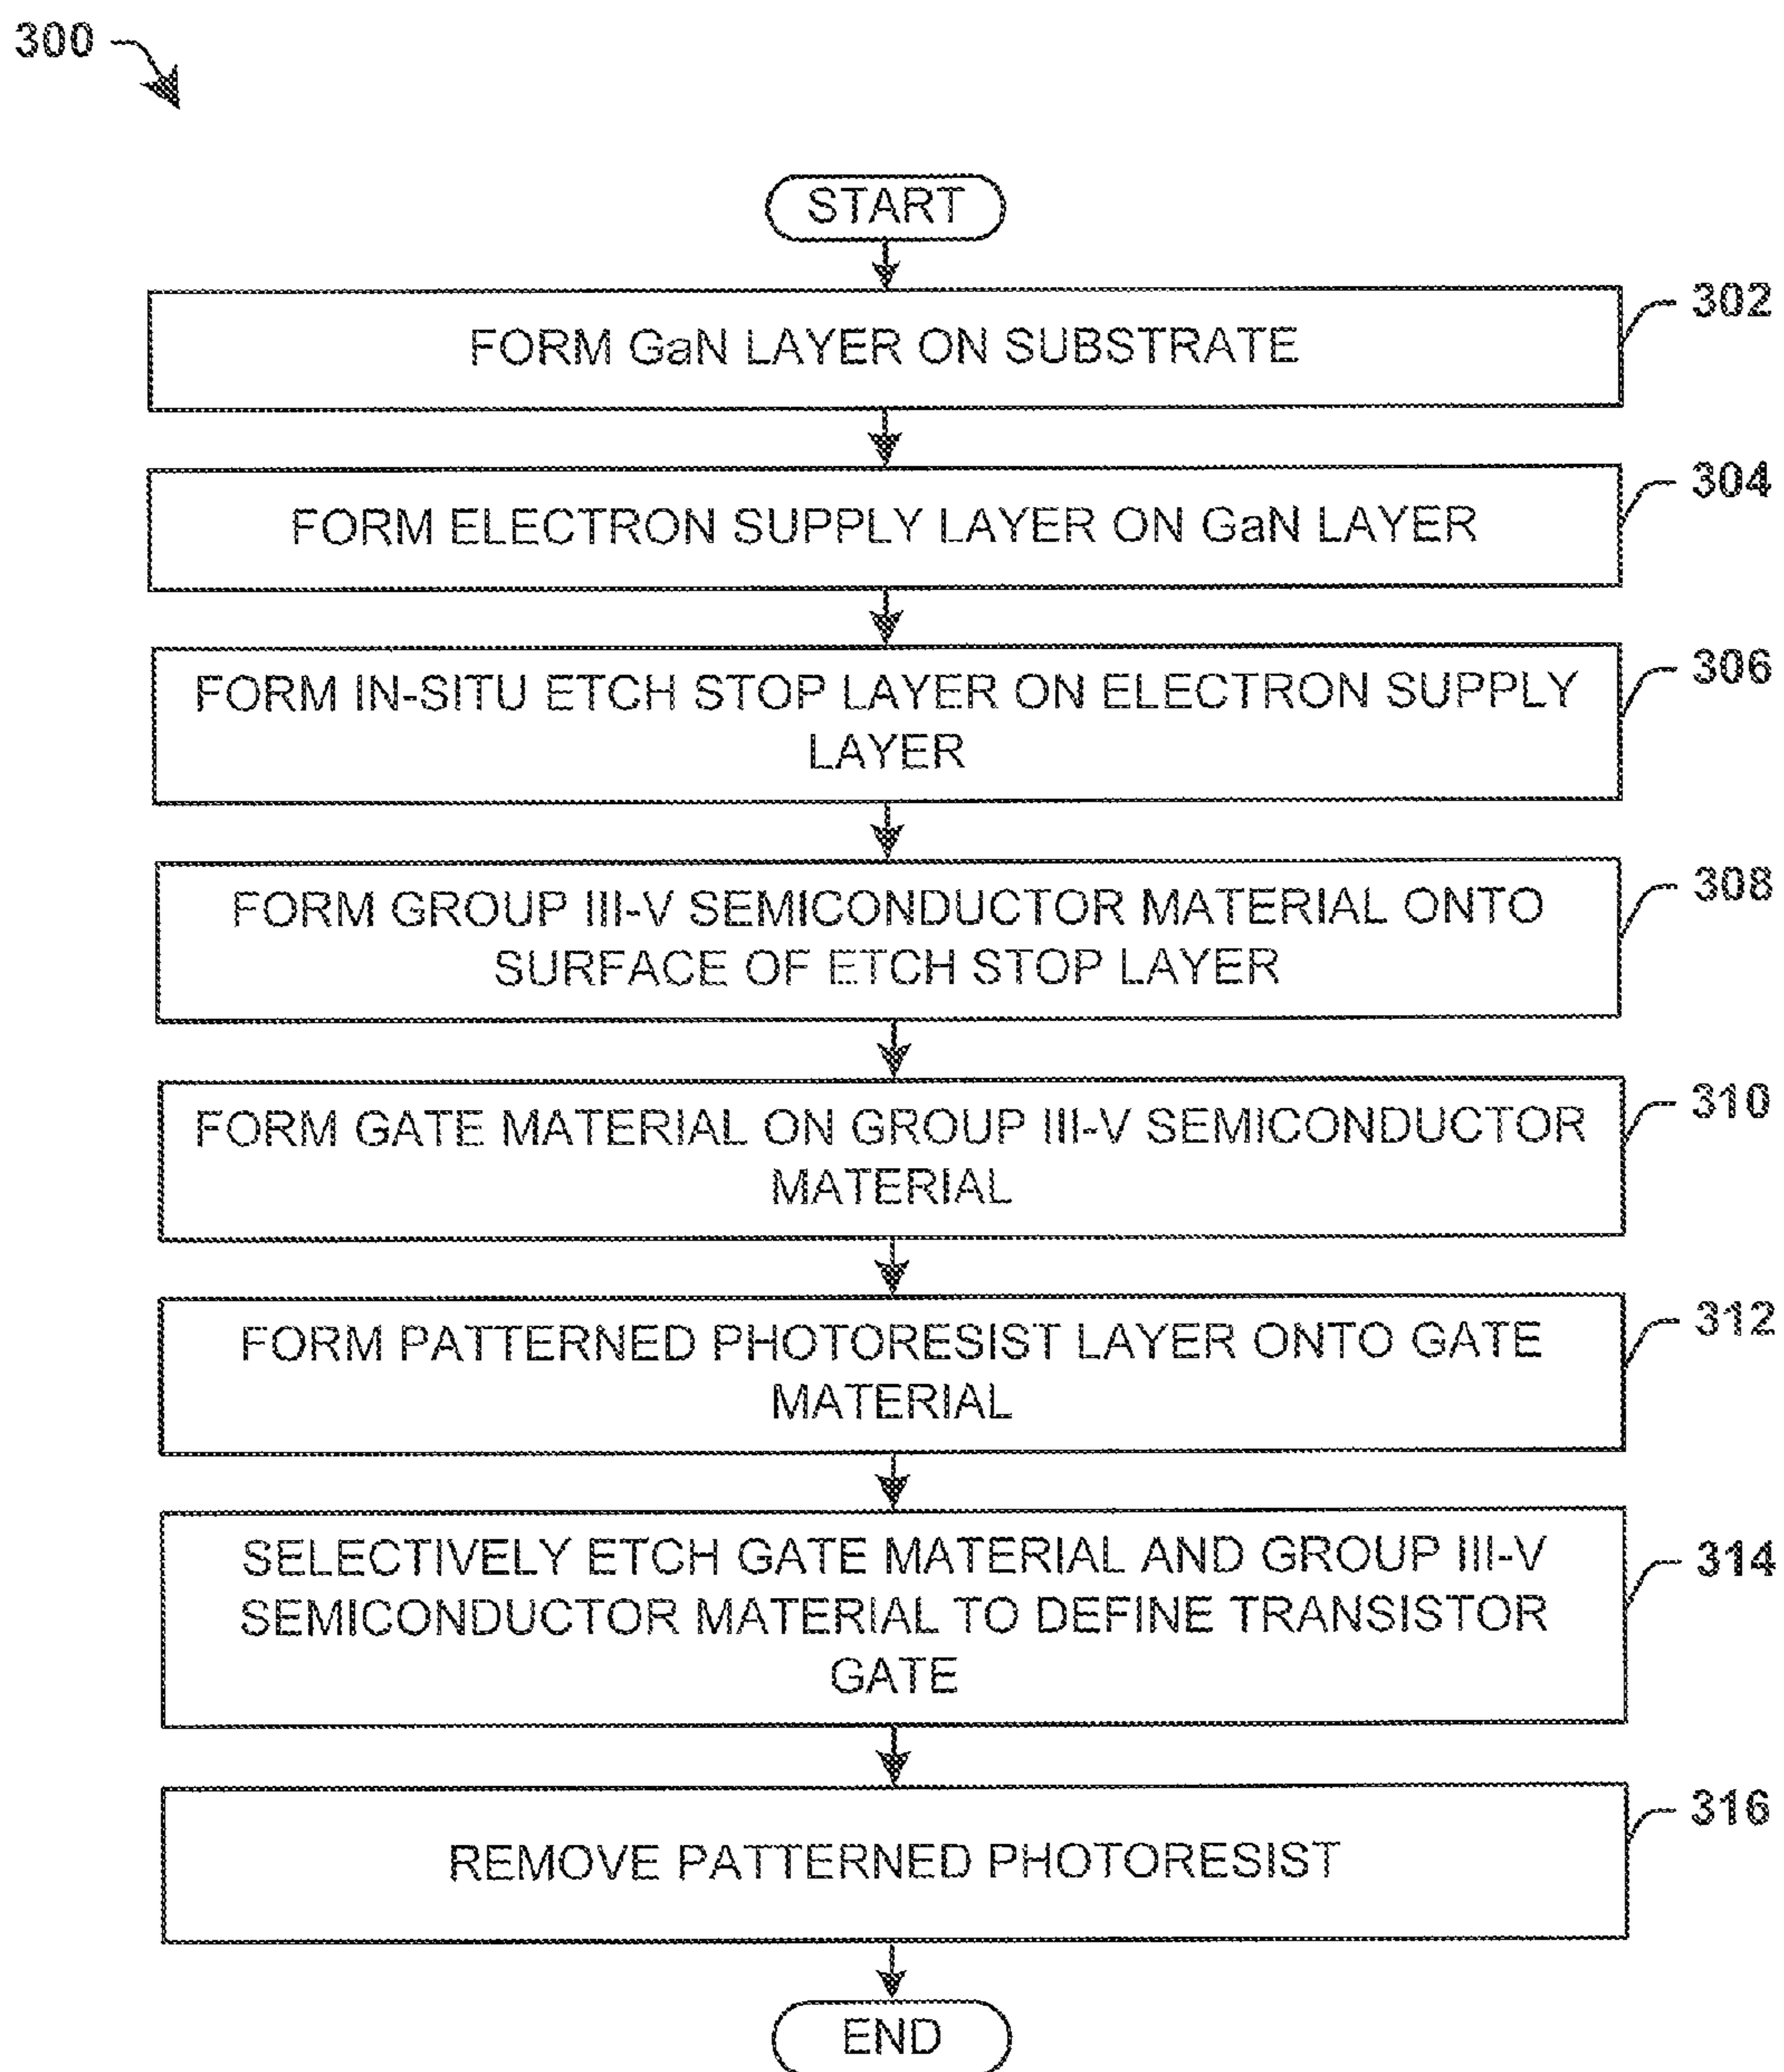 300
START
FORM GaN LAYER ON SUBSTRATE
302
FORM ELECTRON SUPPLY LAYER ON GaN LAYER
304
FORM IN-SITU ETCH STOP LAYER ON ELECTRON SUPPLY
LAYER
306
FORM GROUP III-V SEMICONDUCTOR MATERIAL ONTO
SURFACE OF ETCH STOP LAYER
308
FORM GATE MATERIAL ON GROUP III-V SEMICONDUCTOR
MATERIAL
310
FORM PATTERNED PHOTORESIST LAYER ONTO GATE
MATERIAL
312
SELECTIVELY ETCH GATE MATERIAL AND GROUP III-V
SEMICONDUCTOR MATERIAL TO DEFINE TRANSISTOR
GATE
314
REMOVE PATTERNED PHOTORESIST
316
END